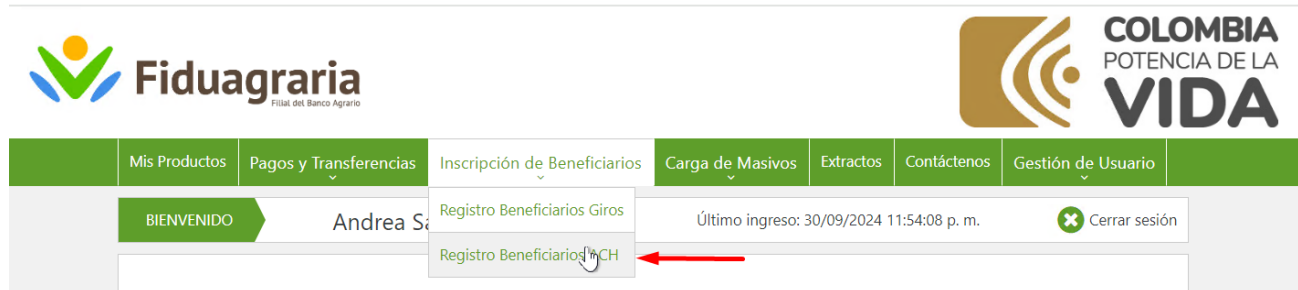 Fiduagraria
Filial del Banco Agrario
COLOMBIA
POTENCIA DE LA
VIDA
Mis Productos Pagos y Transferencias Inscripción de Beneficiarios Carga de Masivos Extractos Contáctenos Gestión de Usuario
BIENVENIDO Andrea Último ingreso: 30/09/2024 11:54:08 p. m. Cerrar sesión
Registro Beneficiarios Giros
Registro Beneficiarios ACH